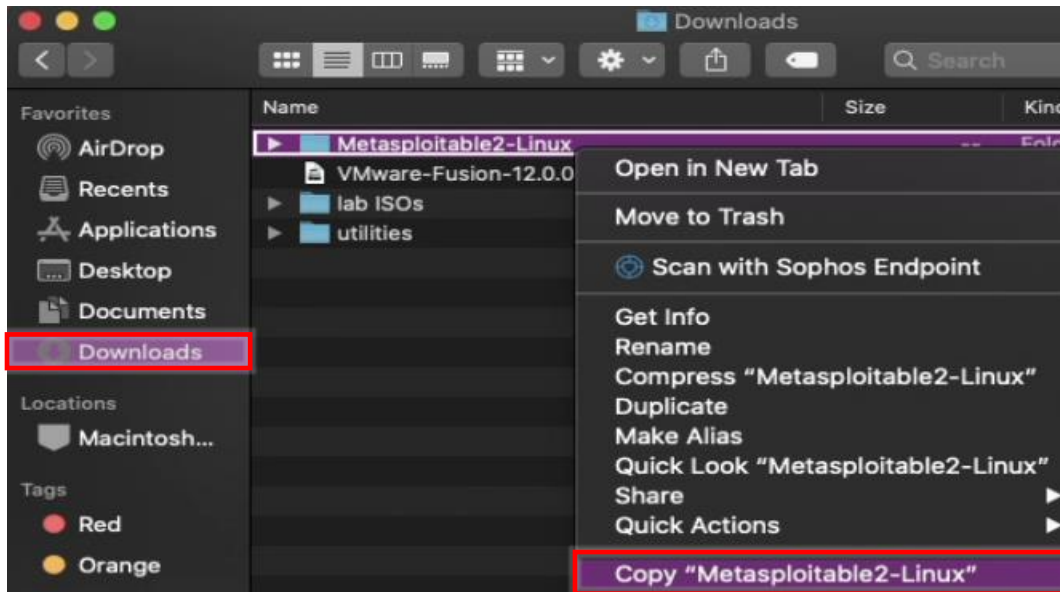 Downloads
Search
Favorites
AirDrop
Recents
Applications
Desktop
Documents
Downloads
Locations
Macintosh...
Tags
Red
Orange
Name Size
Metasploitable2-Linux --
VMware-Fusion-12.0.0
lab ISOs
utilities
Open in New Tab
Move to Trash
Scan with Sophos Endpoint
Get Info
Rename
Compress “Metasploitable2-Linux”
Duplicate
Make Alias
Quick Look “Metasploitable2-Linux”
Share
Quick Actions
Copy “Metasploitable2-Linux”